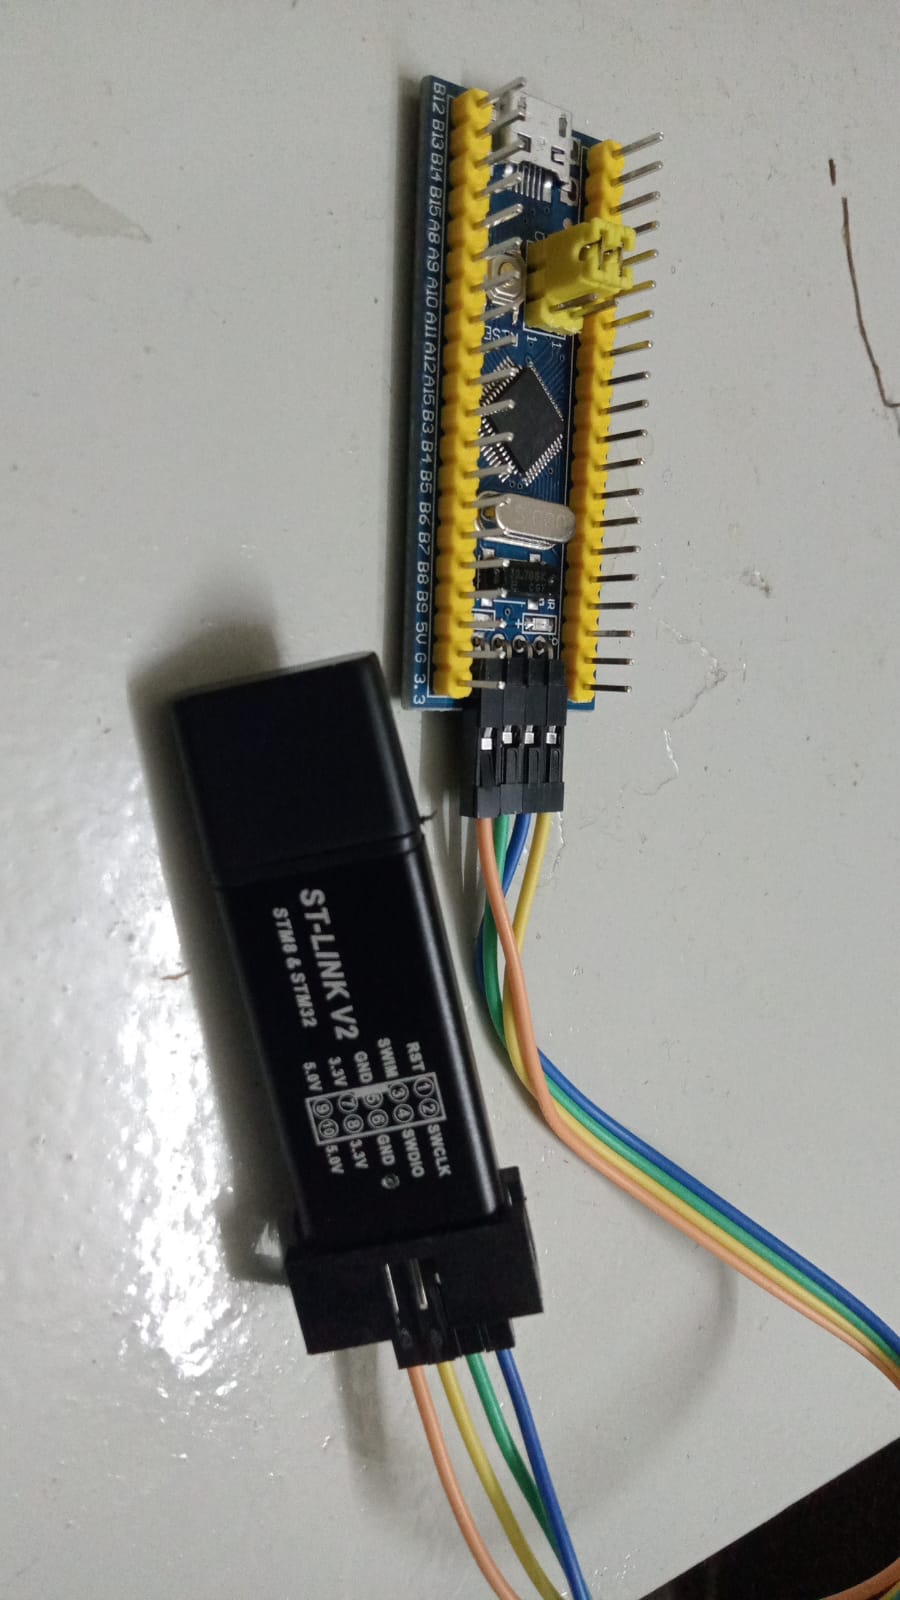 B12 B13 B14 B15 A8 A9 A10 A11 A12 A15 B3 B4 B5 B6 B7 B8 B9 5V G 3.3
1 1
ST-LINK V2
STM8 & STM32
RST 1 2 SWCLK
SWIM 3 4 SWDIO
GND 5 6 GND
3.3V 7 8 3.3V
5.0V 9 10 5.0V